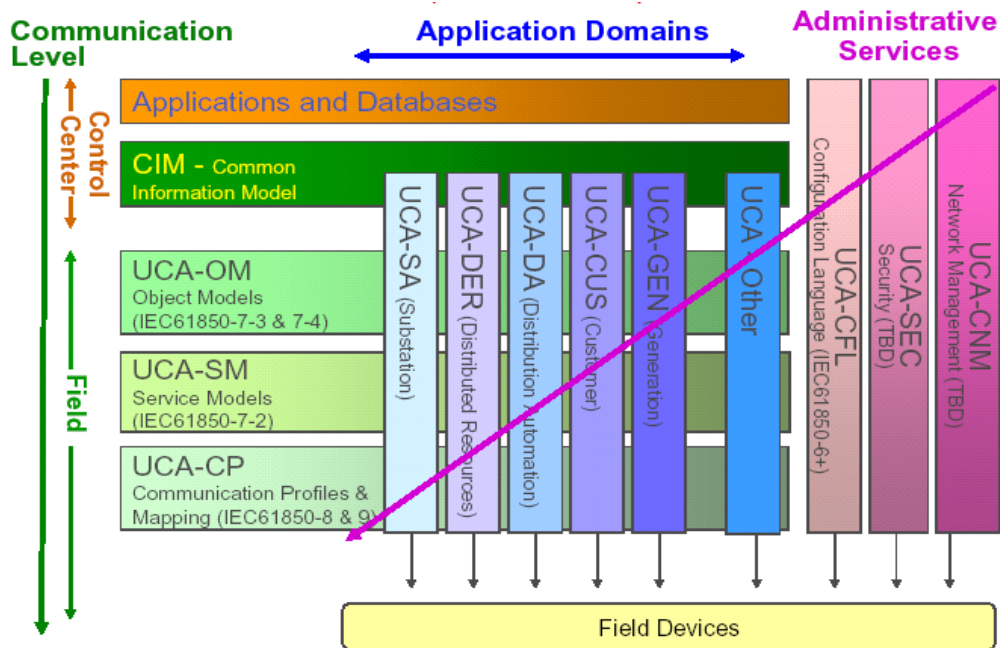 Communication
Level
Application Domains
Administrative
Services
Control
Center
Field
Applications and Databases
CIM - Common
Information Model
UCA-OM
Object Models
(IEC61850-7-3 & 7-4)
UCA-SM
Service Models
(IEC61850-7-2)
UCA-CP
Communication Profiles &
Mapping (IEC61850-8 & 9)
UCA-SA (Substation)
UCA-DER (Distributed Resources)
UCA-DA (Distribution Automation)
UCA-CUS (Customer)
UCA-GEN (Generation)
UCA - Other
UCA-CFL
Configuration Language (IEC61850-6+)
UCA-SEC
Security (TBD)
UCA-CNM
Network Management (TBD)
Field Devices